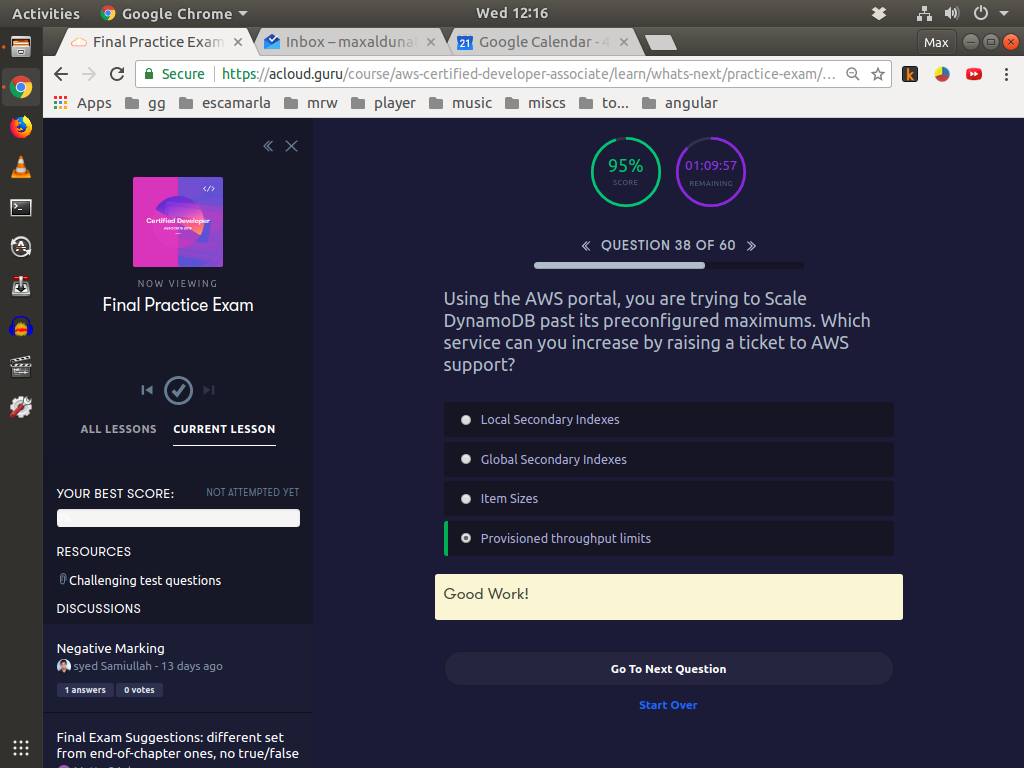 Activities
Google Chrome
Wed 12:16
Final Practice Exam
Inbox – maxalduna
Google Calendar - 4
21
Max
Secure
https://acloud.guru/course/aws-certified-developer-associate/learn/whats-next/practice-exam/...
Apps
gg
escamarla
mrw
player
music
miscs
to...
angular
</>
Certified Developer
NOW VIEWING
Final Practice Exam
ALL LESSONS
CURRENT LESSON
YOUR BEST SCORE:
NOT ATTEMPTED YET
RESOURCES
Challenging test questions
DISCUSSIONS
Negative Marking
syed Samiullah - 13 days ago
1 answers
0 votes
Final Exam Suggestions: different set
from end-of-chapter ones, no true/false
95%
SCORE
01:09:57
REMAINING
« QUESTION 38 OF 60 »
Using the AWS portal, you are trying to Scale
DynamoDB past its preconfigured maximums. Which
service can you increase by raising a ticket to AWS
support?
Local Secondary Indexes
Global Secondary Indexes
Item Sizes
Provisioned throughput limits
Good Work!
Go To Next Question
Start Over